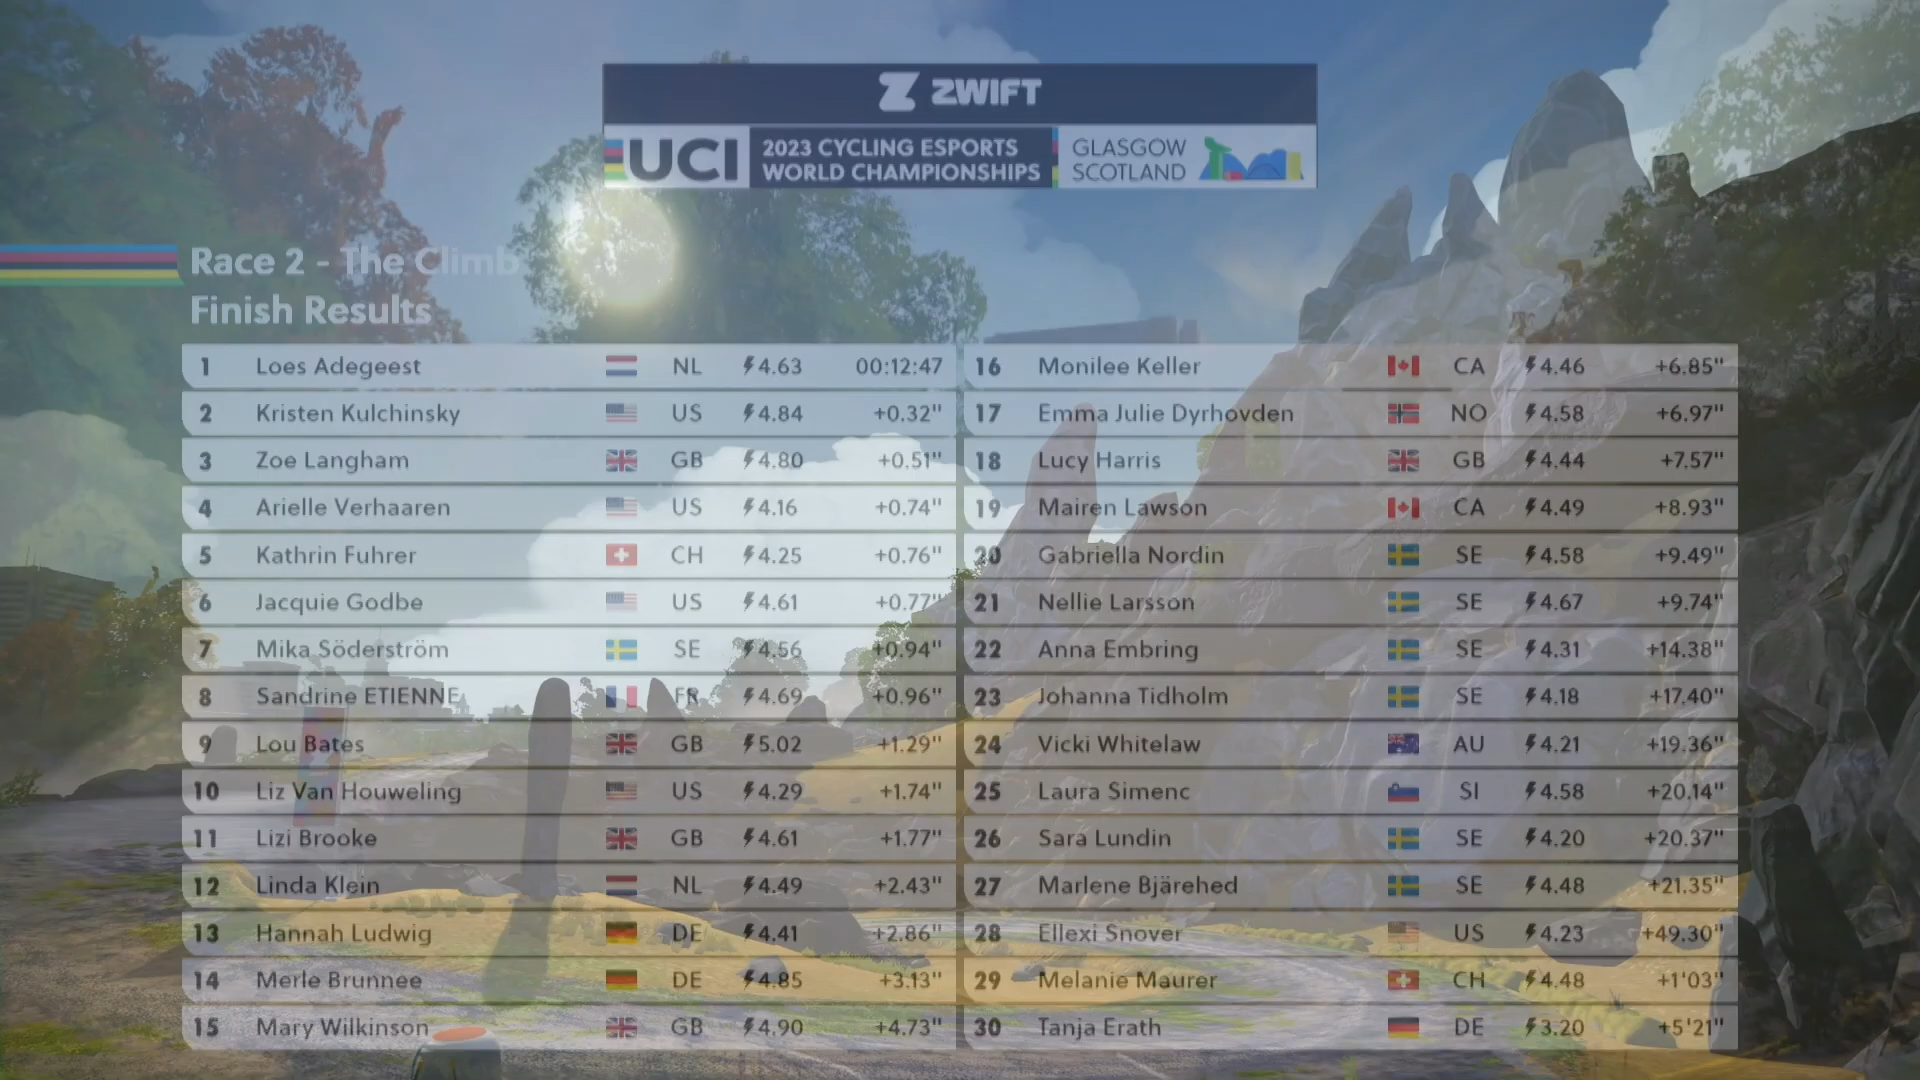 ZWIFT
UCI 2023 CYCLING ESPORTS WORLD CHAMPIONSHIPS GLASGOW SCOTLAND
Race 2 - The Climb
Finish Results
1 Loes Adegeest NL 4.63 00:12:47
2 Kristen Kulchinsky US 4.84 +0.32"
3 Zoe Langham GB 4.80 +0.51"
4 Arielle Verhaaren US 4.16 +0.74"
5 Kathrin Fuhrer CH 4.25 +0.76"
6 Jacquie Godbe US 4.61 +0.77"
7 Mika Söderström SE 4.56 +0.94"
8 Sandrine ETIENNE FR 4.69 +0.96"
9 Lou Bates GB 5.02 +1.29"
10 Liz Van Houweling US 4.29 +1.74"
11 Lizi Brooke GB 4.61 +1.77"
12 Linda Klein NL 4.49 +2.43"
13 Hannah Ludwig DE 4.41 +2.86"
14 Merle Brunnee DE 4.85 +3.13"
15 Mary Wilkinson GB 4.90 +4.73"
16 Monilee Keller CA 4.46 +6.85"
17 Emma Julie Dyrhovden NO 4.58 +6.97"
18 Lucy Harris GB 4.44 +7.57"
19 Mairen Lawson CA 4.49 +8.93"
20 Gabriella Nordin SE 4.58 +9.49"
21 Nellie Larsson SE 4.67 +9.74"
22 Anna Embring SE 4.31 +14.38"
23 Johanna Tidholm SE 4.18 +17.40"
24 Vicki Whitelaw AU 4.21 +19.36"
25 Laura Simenc SI 4.58 +20.14"
26 Sara Lundin SE 4.20 +20.37"
27 Marlene Bjärehed SE 4.48 +21.35"
28 Ellexi Snover US 4.23 +49.30"
29 Melanie Maurer CH 4.48 +1'03"
30 Tanja Erath DE 3.20 +5'21"